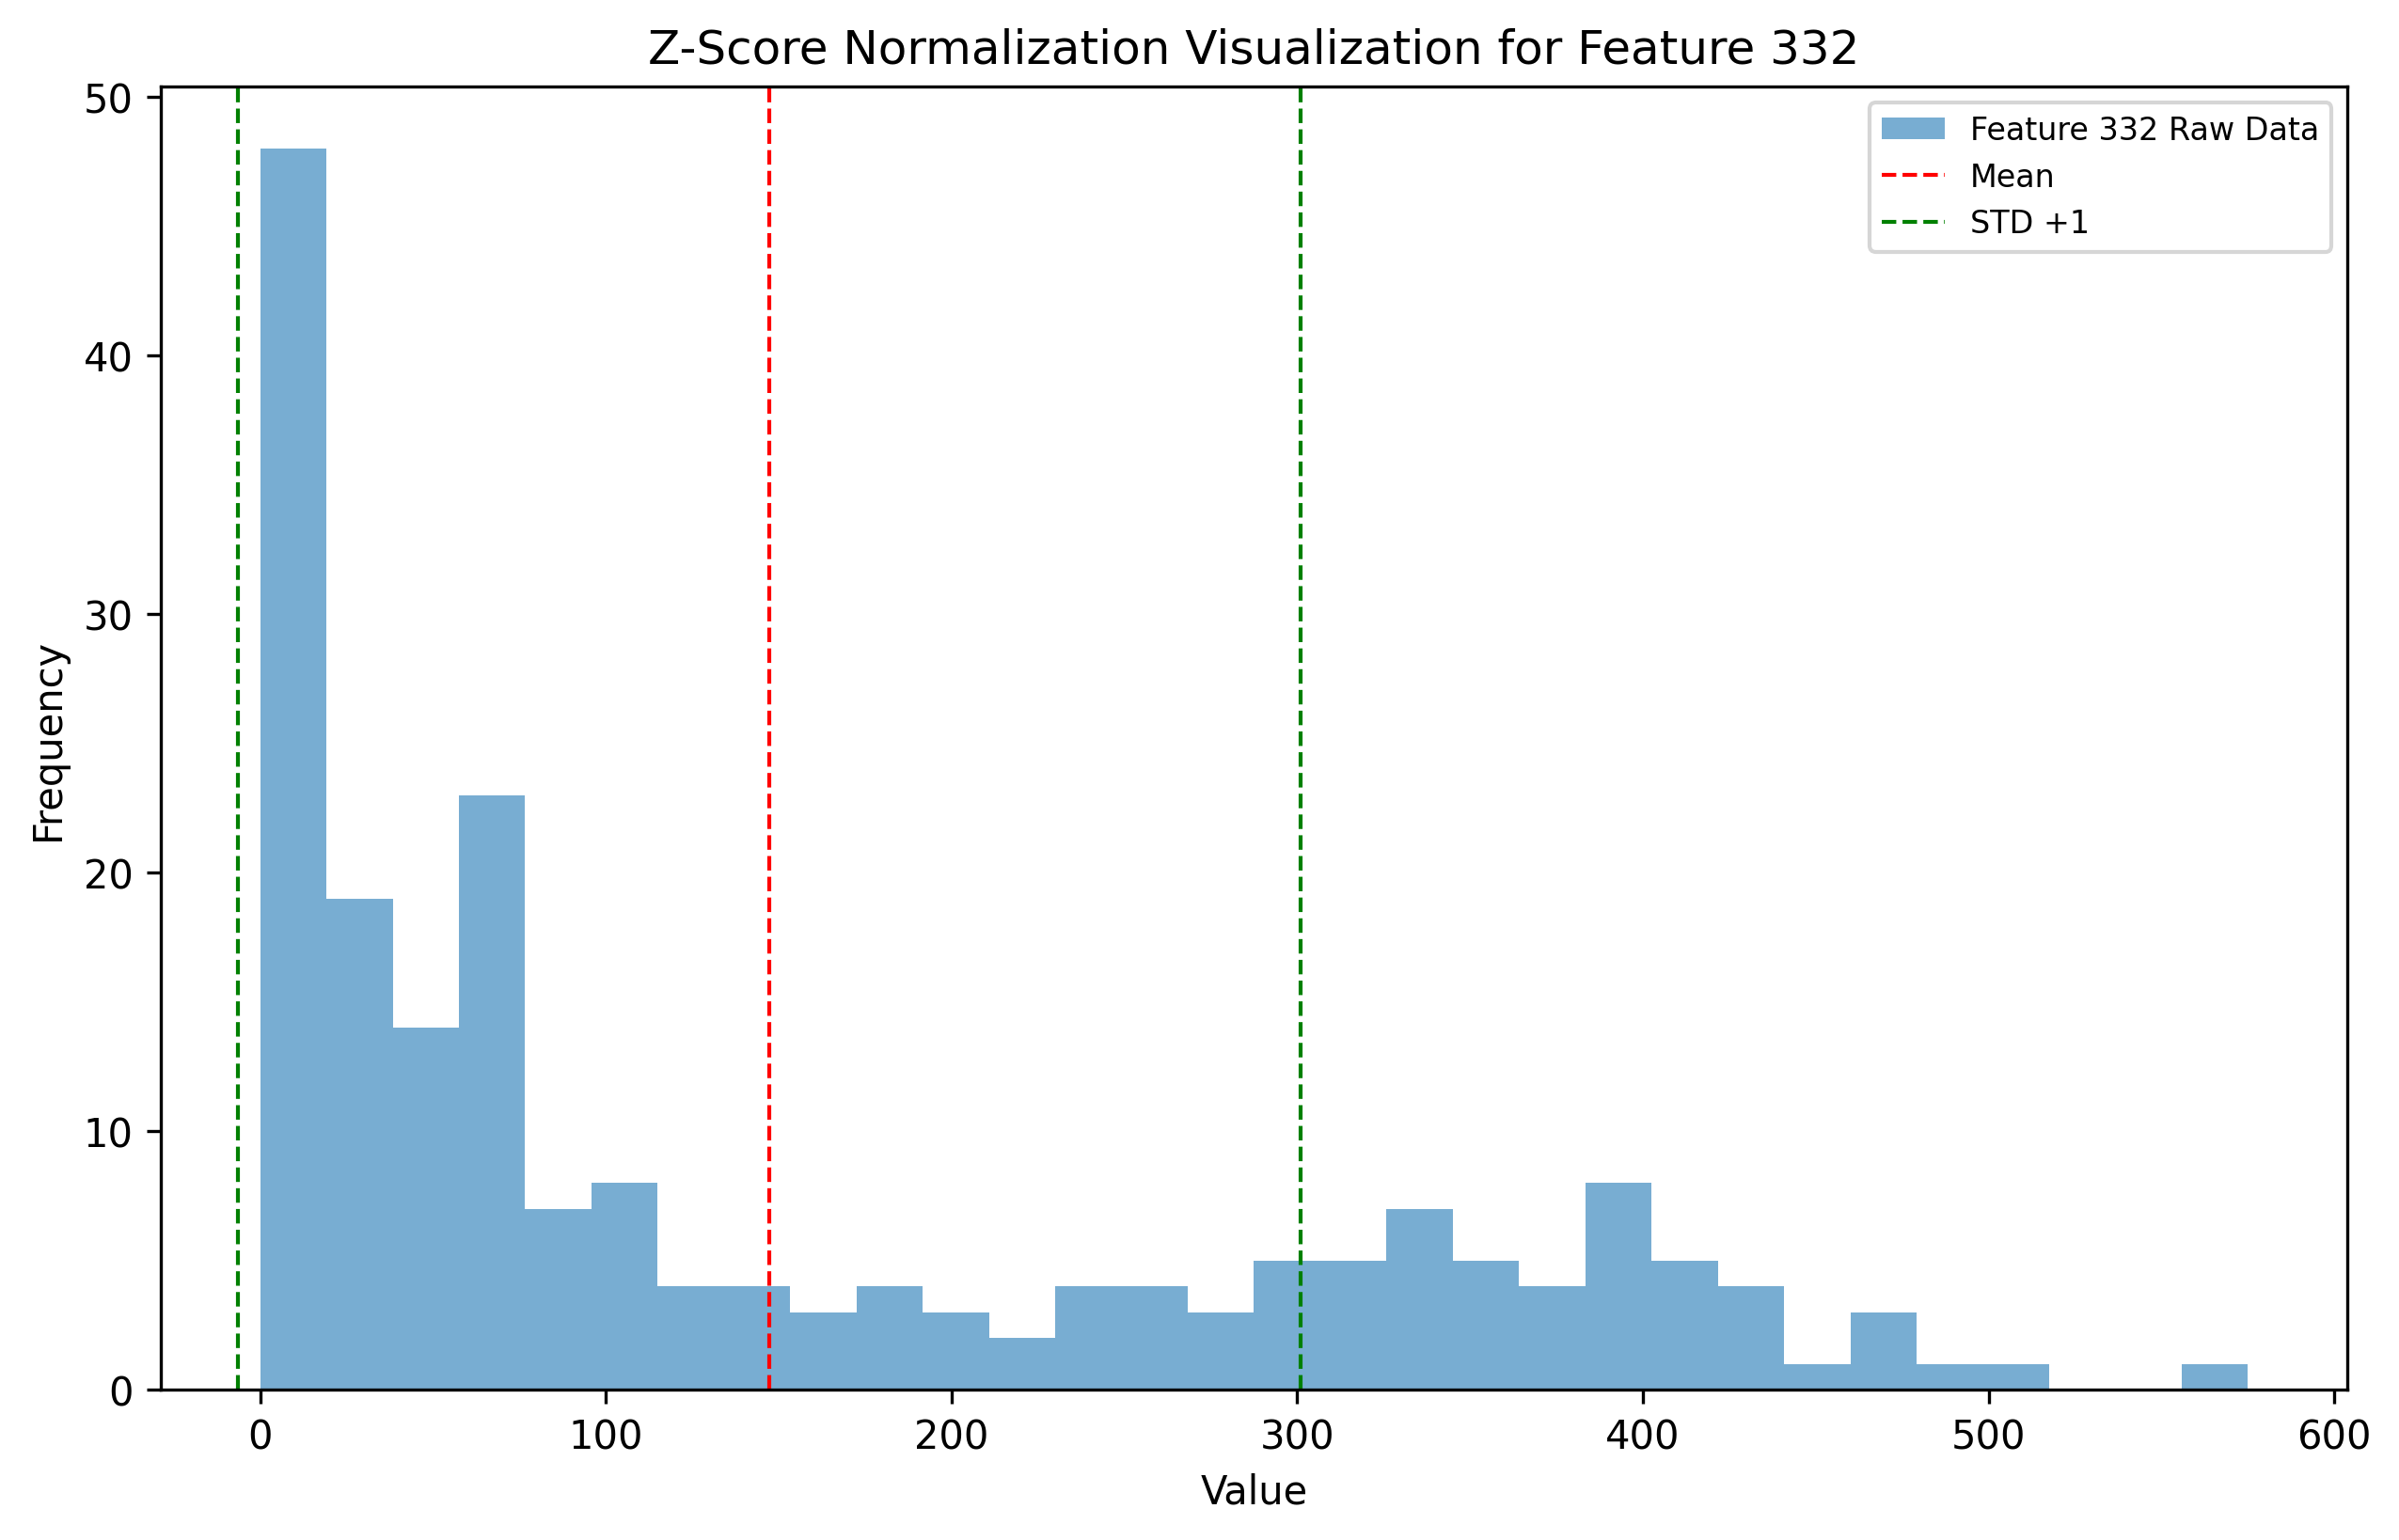 Z-Score Normalization Visualization for Feature 332
Feature 332 Raw Data
Mean
STD +1
50
40
30
20
10
0
Frequency
0 100 200 300 400 500 600
Value